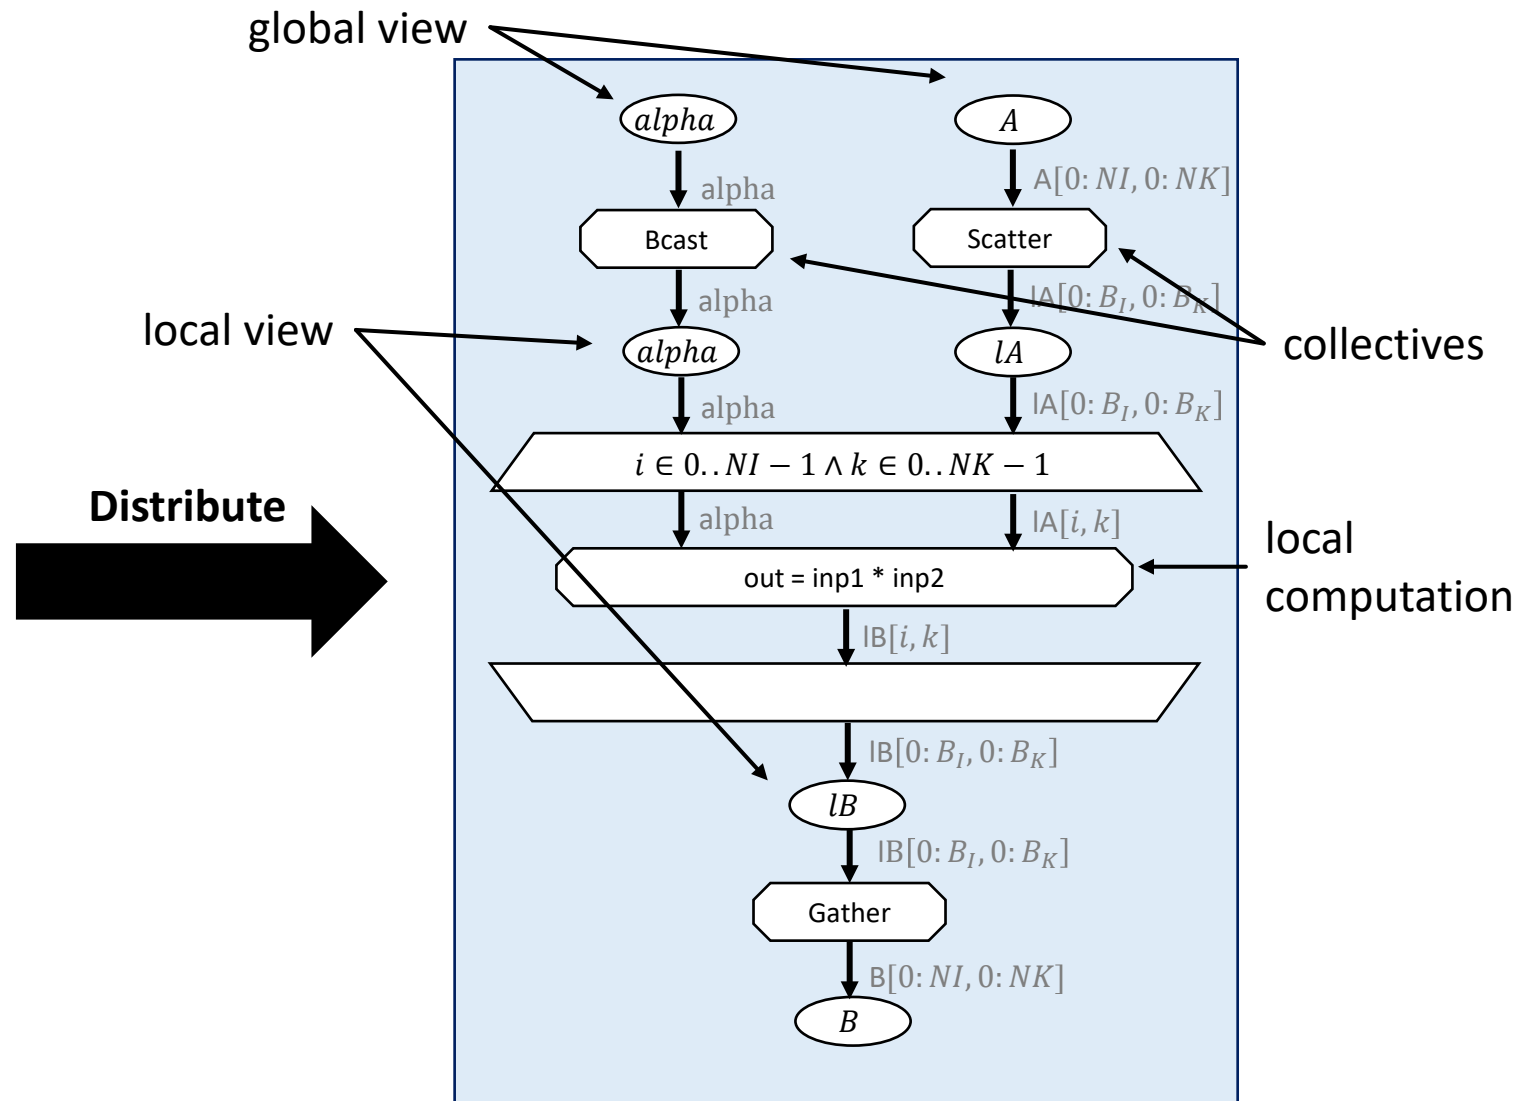 global view
alpha
A
alpha
A[0: NI, 0: NK]
Bcast
Scatter
alpha
lA[0: B_I, 0: B_K]
local view
collectives
alpha
lA
alpha
lA[0: B_I, 0: B_K]
i ∈ 0..NI − 1 ∧ k ∈ 0..NK − 1
Distribute
alpha
lA[i, k]
local
computation
out = inp1 * inp2
lB[i, k]
lB[0: B_I, 0: B_K]
lB
lB[0: B_I, 0: B_K]
Gather
B[0: NI, 0: NK]
B